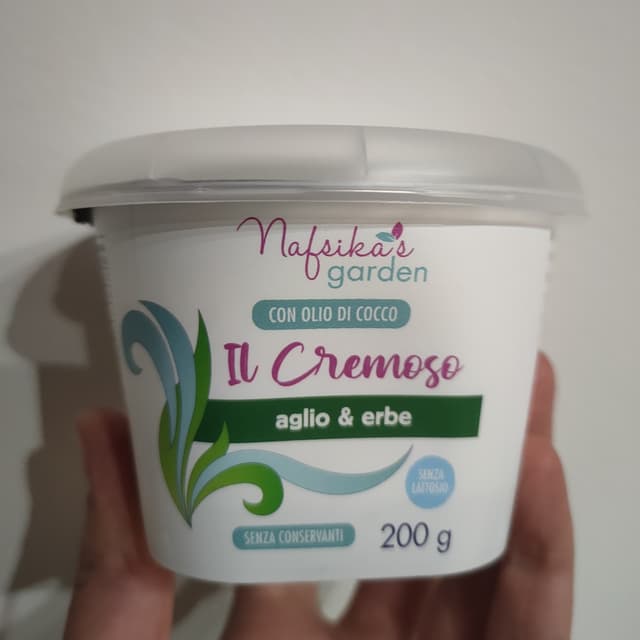 Nafsika's
garden
CON OLIO DI COCCO
Il Cremoso
aglio & erbe
SENZA
LATTOSIO
SENZA CONSERVANTI
200 g